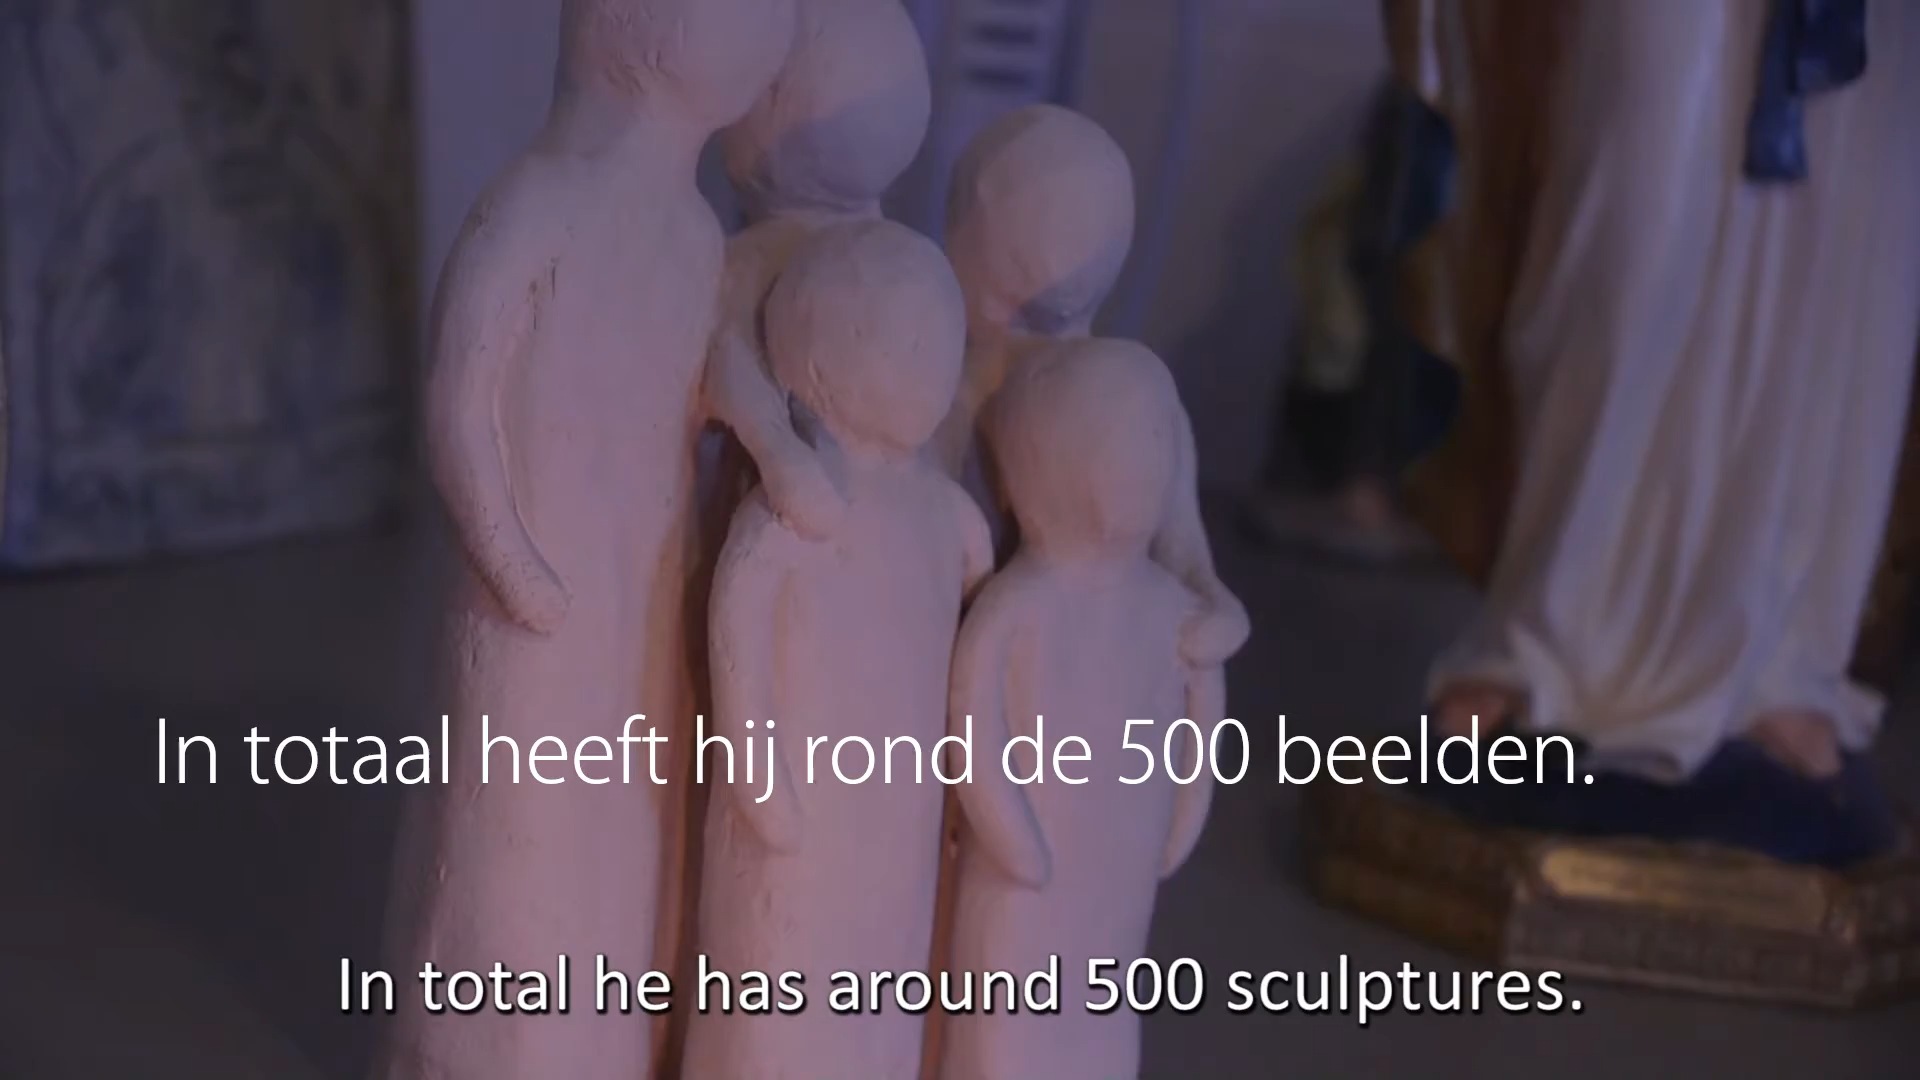 In totaal heeft hij rond de 500 beelden.
In total he has around 500 sculptures.